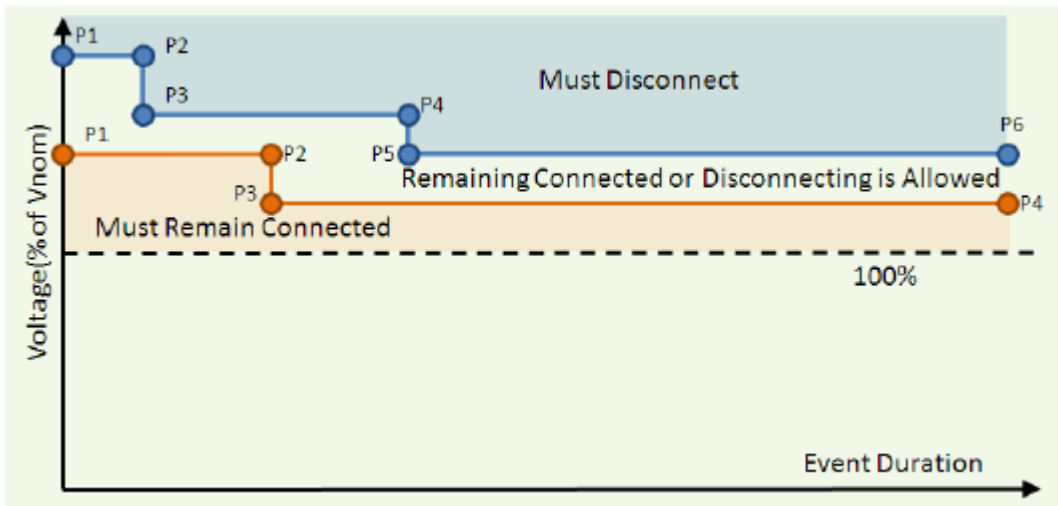 P1
P2
Must Disconnect
P3
P4
P6
P1
P2
P5
Remaining Connected or Disconnecting is Allowed
P3
P4
Must Remain Connected
100%
Voltage(% of Vnom)
Event Duration